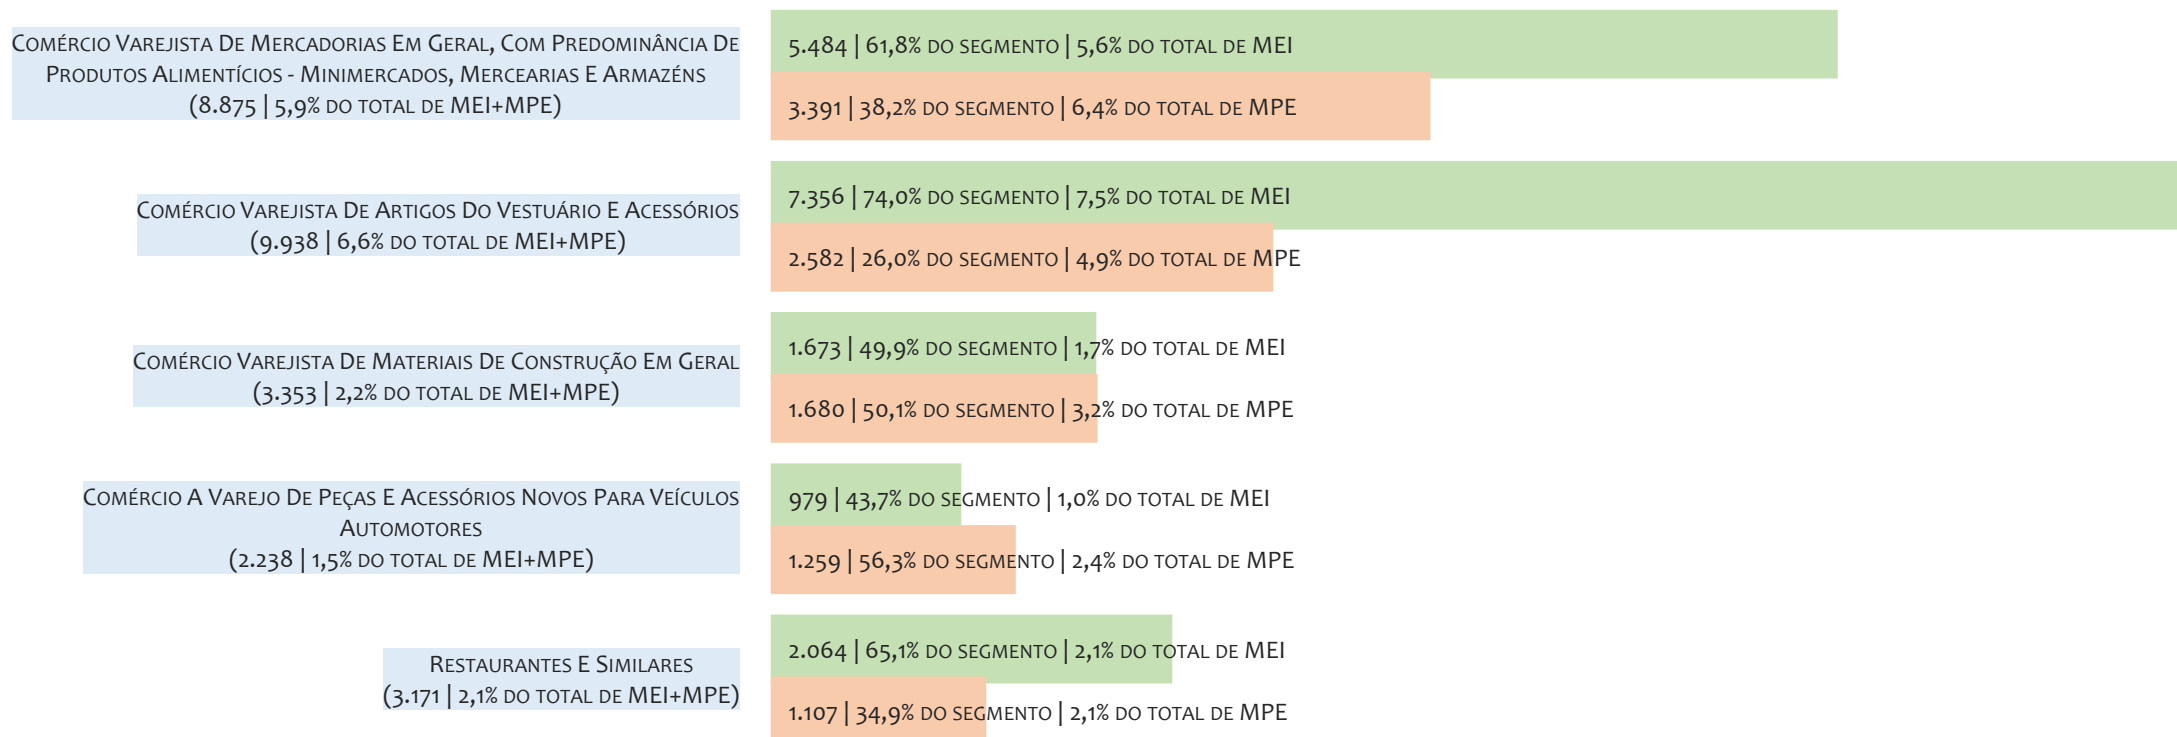 Comércio Varejista De Mercadorias Em Geral, Com Predominância De
Produtos Alimentícios - Minimercados, Mercearias E Armazéns
(8.875 | 5,9% do total de MEI+MPE)
5.484 | 61,8% do segmento | 5,6% do total de MEI
3.391 | 38,2% do segmento | 6,4% do total de MPE
Comércio Varejista De Artigos Do Vestuário E Acessórios
(9.938 | 6,6% do total de MEI+MPE)
7.356 | 74,0% do segmento | 7,5% do total de MEI
2.582 | 26,0% do segmento | 4,9% do total de MPE
Comércio Varejista De Materiais De Construção Em Geral
(3.353 | 2,2% do total de MEI+MPE)
1.673 | 49,9% do segmento | 1,7% do total de MEI
1.680 | 50,1% do segmento | 3,2% do total de MPE
Comércio A Varejo De Peças E Acessórios Novos Para Veículos
Automotores
(2.238 | 1,5% do total de MEI+MPE)
979 | 43,7% do segmento | 1,0% do total de MEI
1.259 | 56,3% do segmento | 2,4% do total de MPE
Restaurantes E Similares
(3.171 | 2,1% do total de MEI+MPE)
2.064 | 65,1% do segmento | 2,1% do total de MEI
1.107 | 34,9% do segmento | 2,1% do total de MPE